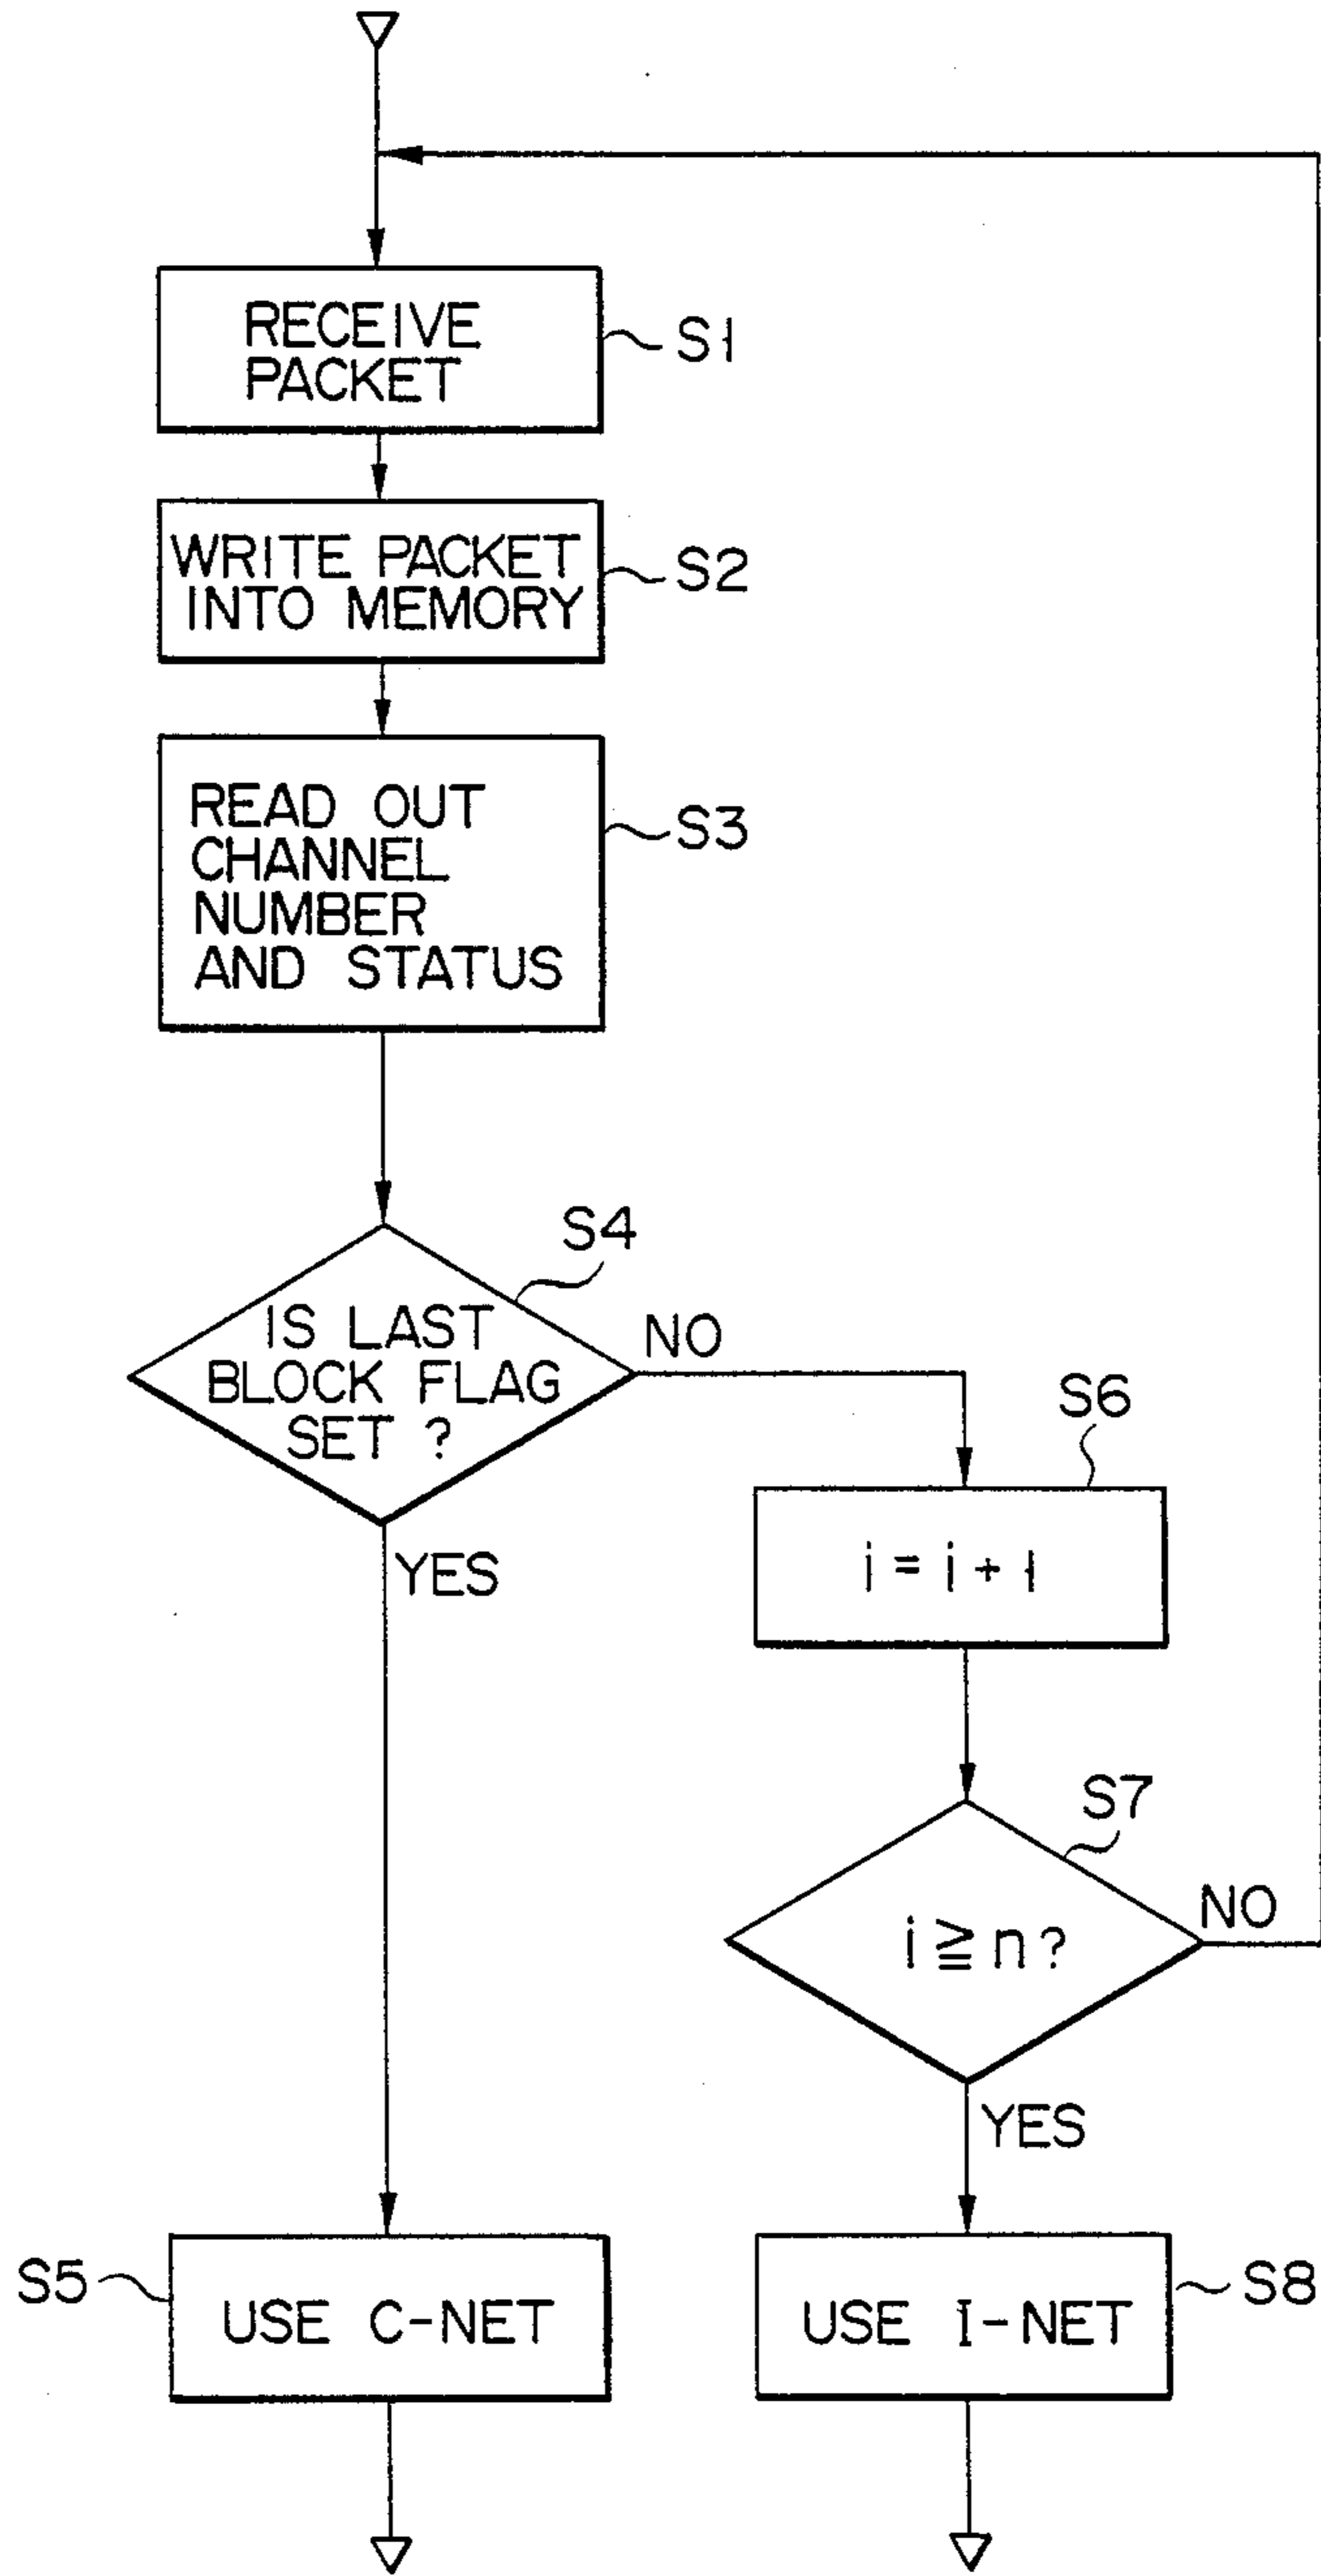 RECEIVE
PACKET
S1
WRITE PACKET
INTO MEMORY
S2
READ OUT
CHANNEL
NUMBER
AND STATUS
S3
S4
IS LAST
BLOCK FLAG
SET ?
NO
YES
S6
i = i + 1
S7
i ≧ n ?
NO
YES
S5
USE C-NET
USE I-NET
S8